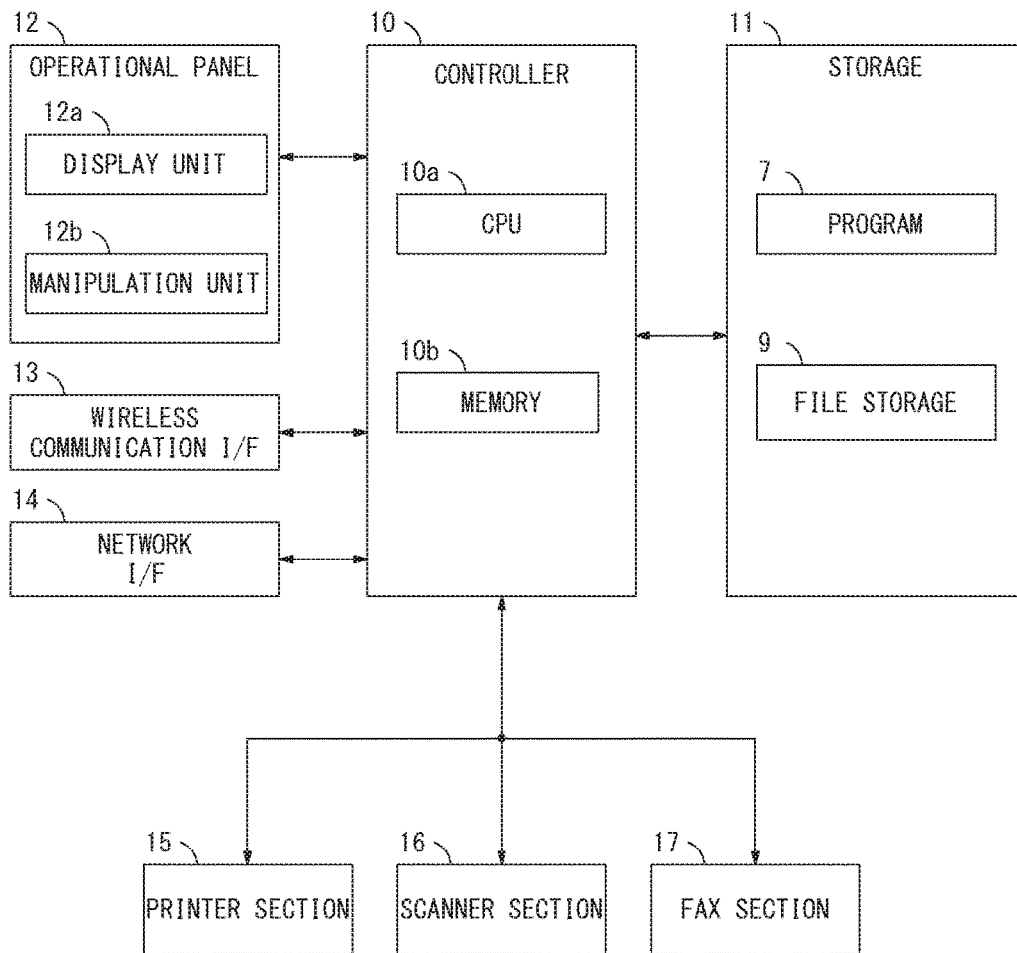 12
OPERATIONAL PANEL
12a
DISPLAY UNIT
12b
MANIPULATION UNIT
13
WIRELESS
COMMUNICATION I/F
14
NETWORK
I/F
10
CONTROLLER
10a
CPU
10b
MEMORY
11
STORAGE
7
PROGRAM
9
FILE STORAGE
15
PRINTER SECTION
16
SCANNER SECTION
17
FAX SECTION